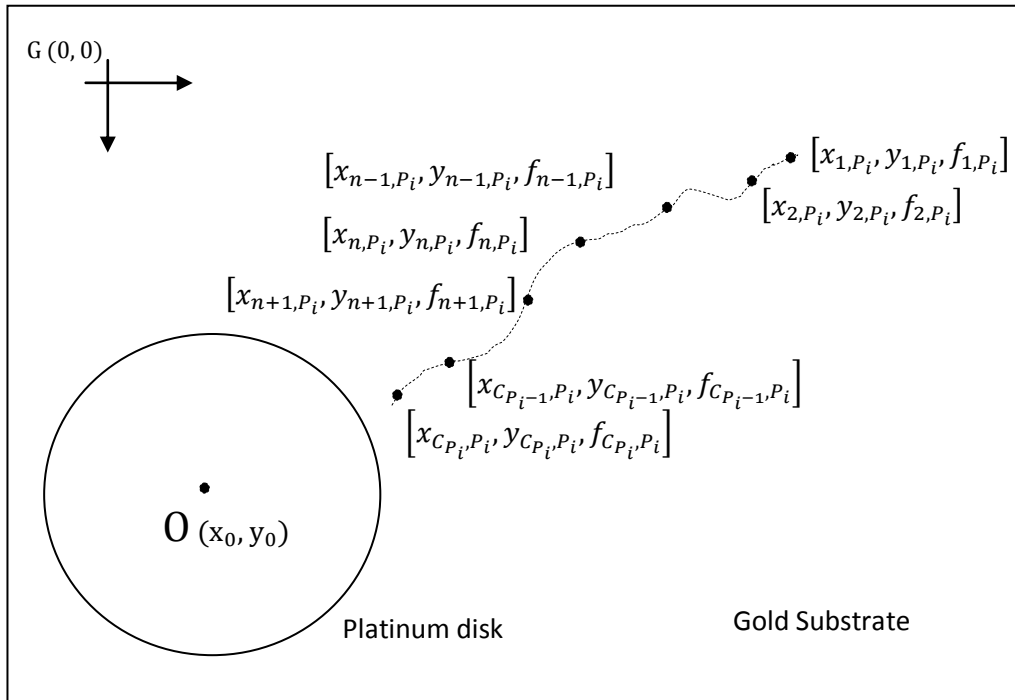 G (0, 0)
[x_{1,P_i}, y_{1,P_i}, f_{1,P_i}]
[x_{n−1,P_i}, y_{n−1,P_i}, f_{n−1,P_i}]
[x_{2,P_i}, y_{2,P_i}, f_{2,P_i}]
[x_{n,P_i}, y_{n,P_i}, f_{n,P_i}]
[x_{n+1,P_i}, y_{n+1,P_i}, f_{n+1,P_i}]
[x_{C_{P_i−1},P_i}, y_{C_{P_i−1},P_i}, f_{C_{P_i−1},P_i}]
[x_{C_{P_i},P_i}, y_{C_{P_i},P_i}, f_{C_{P_i},P_i}]
O (x_0, y_0)
Platinum disk
Gold Substrate